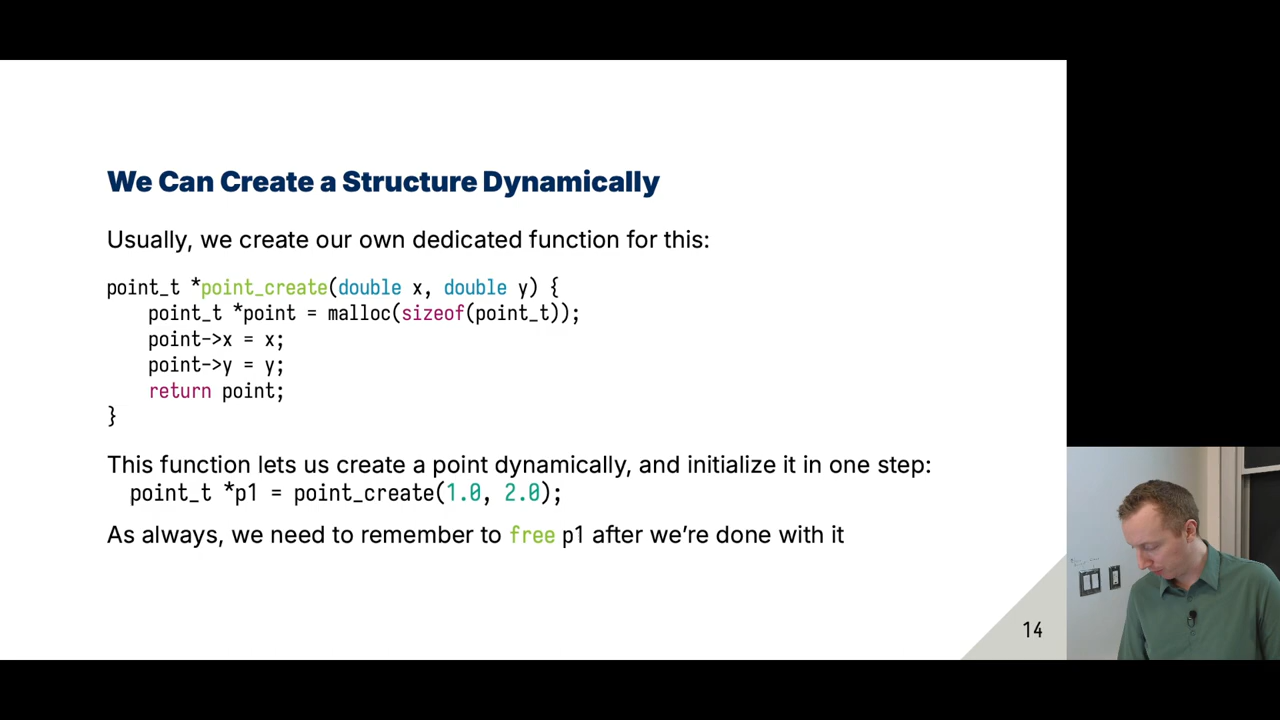 We Can Create a Structure Dynamically
Usually, we create our own dedicated function for this:
point_t *point_create(double x, double y) {
    point_t *point = malloc(sizeof(point_t));
    point->x = x;
    point->y = y;
    return point;
}
This function lets us create a point dynamically, and initialize it in one step:
point_t *p1 = point_create(1.0, 2.0);
As always, we need to remember to free p1 after we're done with it
14